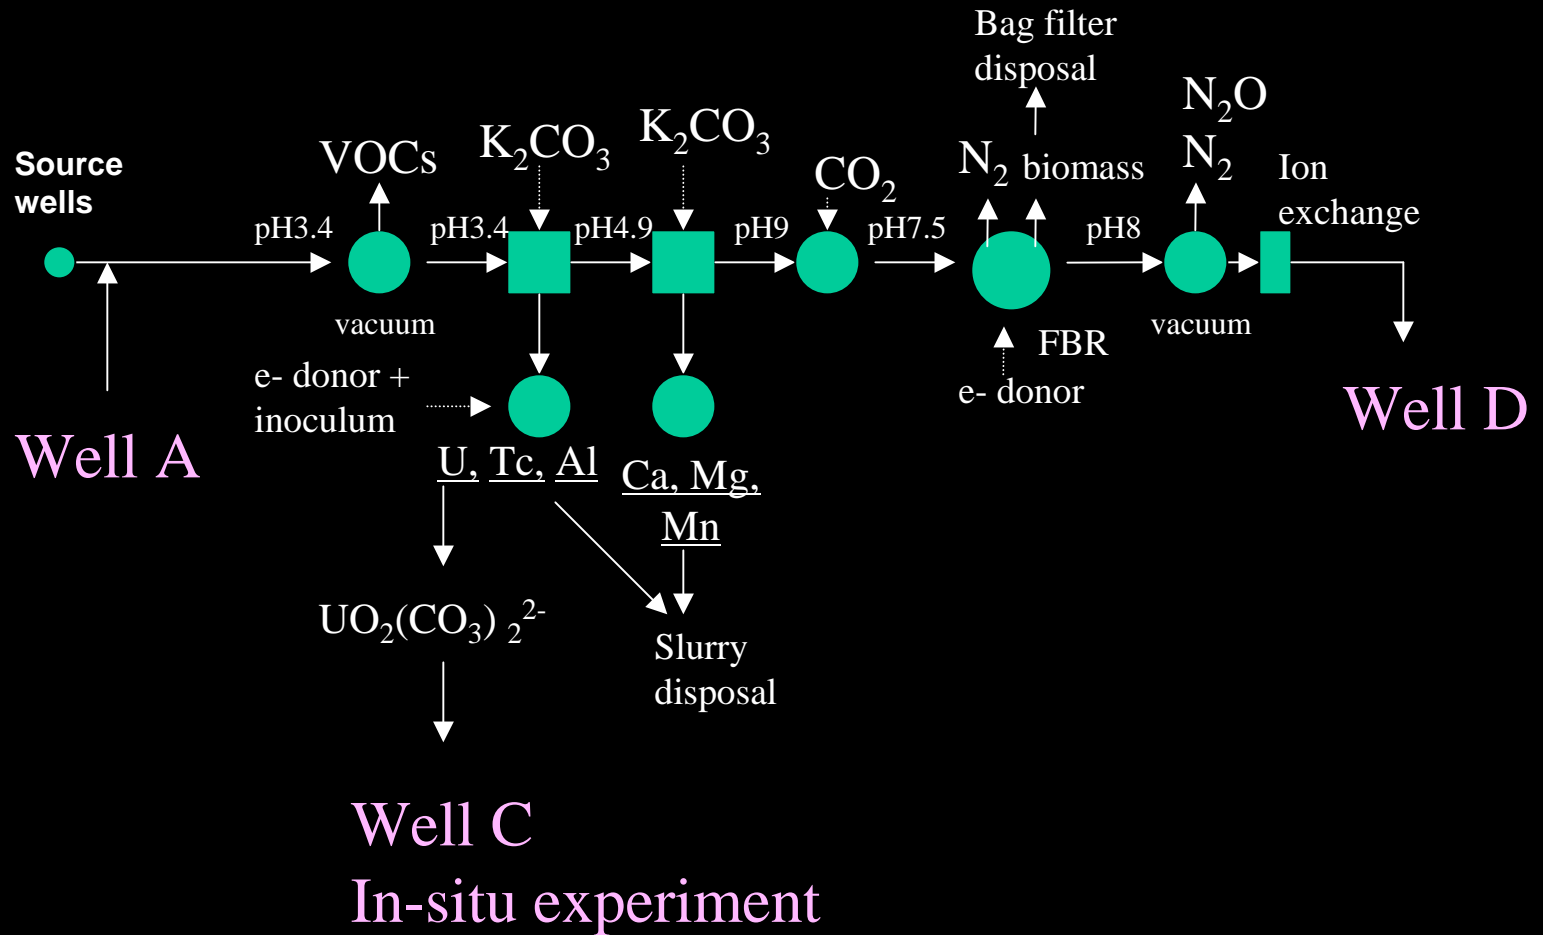 Bag filter
disposal
N₂O
N₂
K₂CO₃
K₂CO₃
VOCs
Source
wells
CO₂
N₂ biomass
Ion
exchange
pH3.4
pH3.4
pH4.9
pH9
pH7.5
pH8
vacuum
vacuum
FBR
e- donor
e- donor +
inoculum
Well A
Well D
U, Tc, Al
Ca, Mg,
Mn
UO₂(CO₃) ₂²⁻
Slurry
disposal
Well C
In-situ experiment